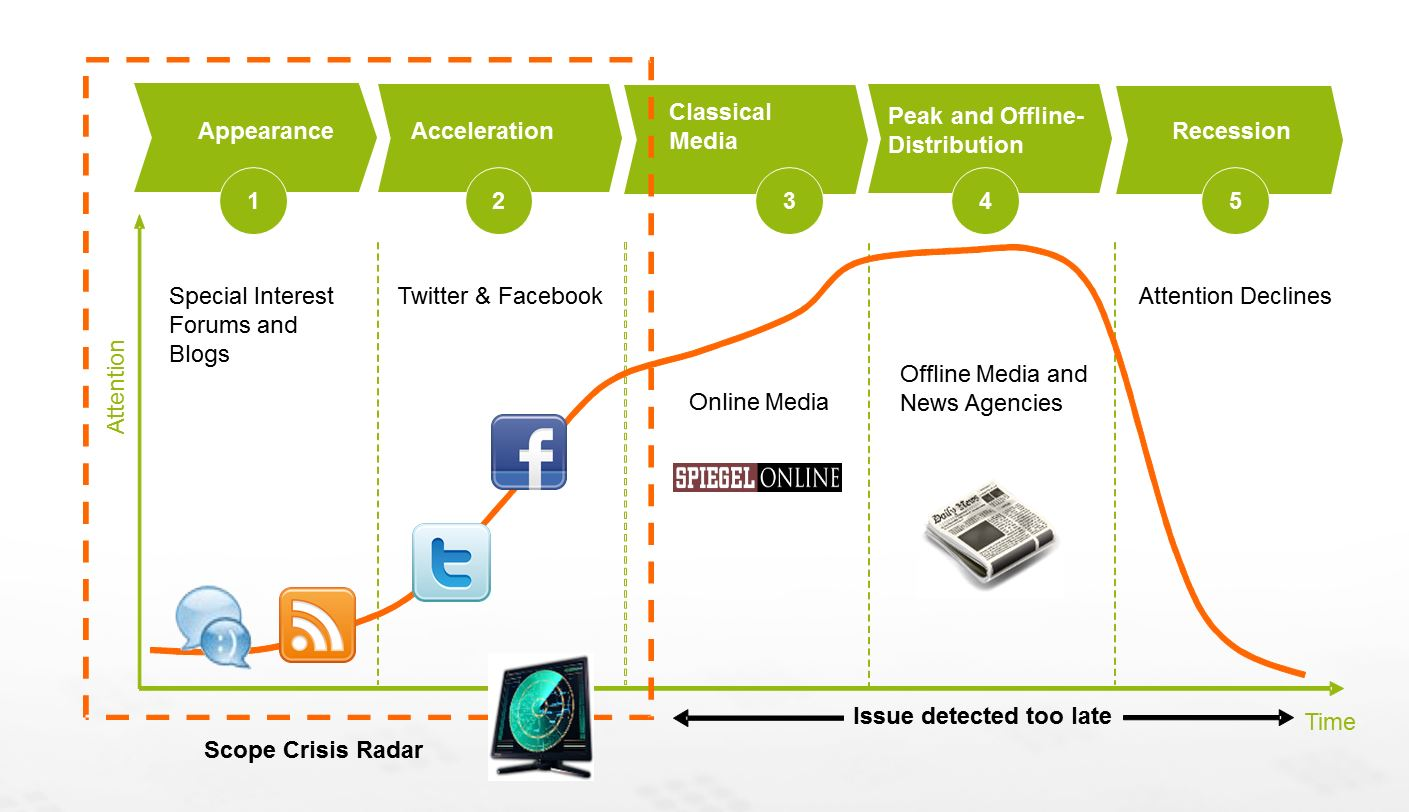 Appearance
Acceleration
Classical
Media
Peak and Offline-
Distribution
Recession
1
2
3
4
5
Attention
Special Interest
Forums and
Blogs
Twitter & Facebook
Online Media
SPIEGEL ONLINE
Offline Media and
News Agencies
Daily News
Attention Declines
Issue detected too late
Time
Scope Crisis Radar